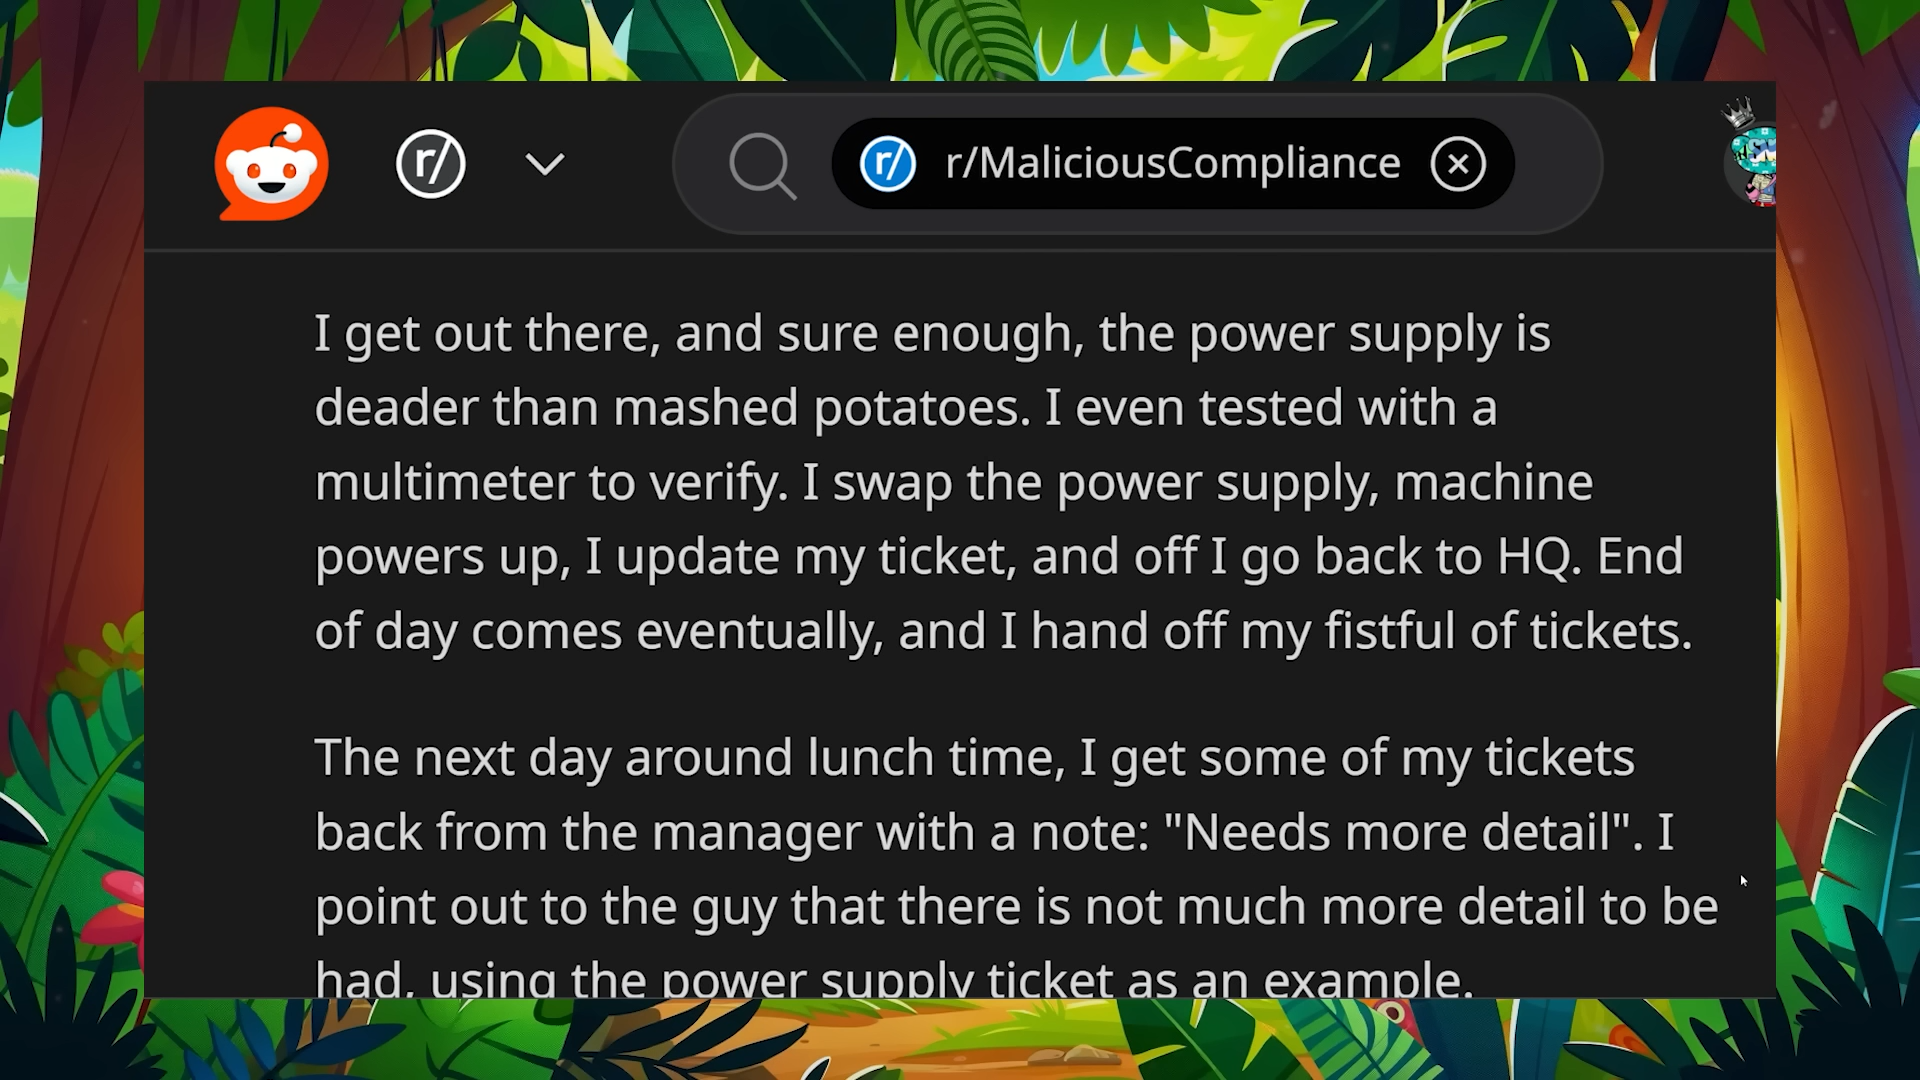 r/
r/ r/MaliciousCompliance
I get out there, and sure enough, the power supply is
deader than mashed potatoes. I even tested with a
multimeter to verify. I swap the power supply, machine
powers up, I update my ticket, and off I go back to HQ. End
of day comes eventually, and I hand off my fistful of tickets.
The next day around lunch time, I get some of my tickets
back from the manager with a note: "Needs more detail". I
point out to the guy that there is not much more detail to be
had, using the power supply ticket as an example.